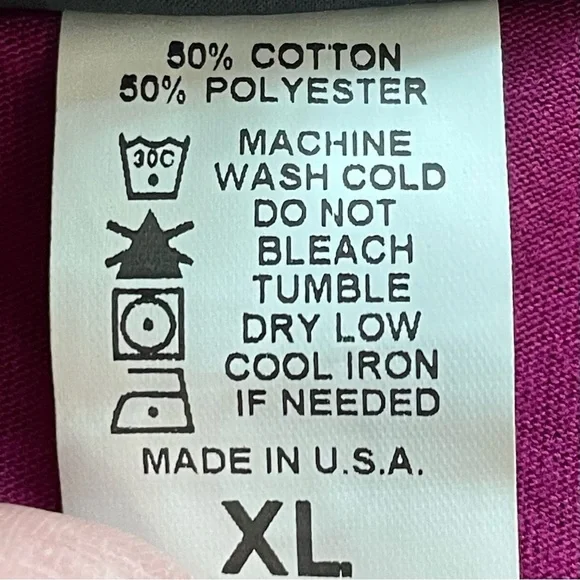 50% COTTON
50% POLYESTER
30C
MACHINE
WASH COLD
DO NOT
BLEACH
TUMBLE
DRY LOW
COOL IRON
IF NEEDED
MADE IN U.S.A.
XL